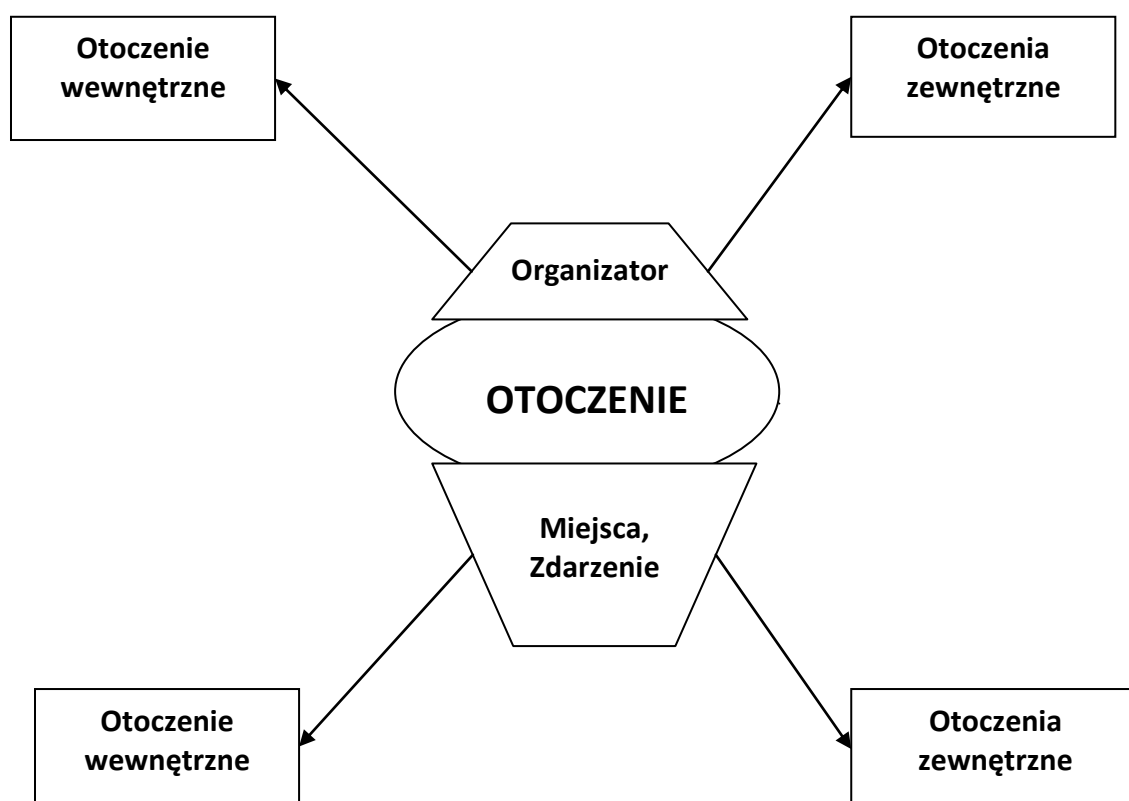 Otoczenie
wewnętrzne
Otoczenia
zewnętrzne
Organizator
OTOCZENIE
Miejsca,
Zdarzenie
Otoczenie
wewnętrzne
Otoczenia
zewnętrzne